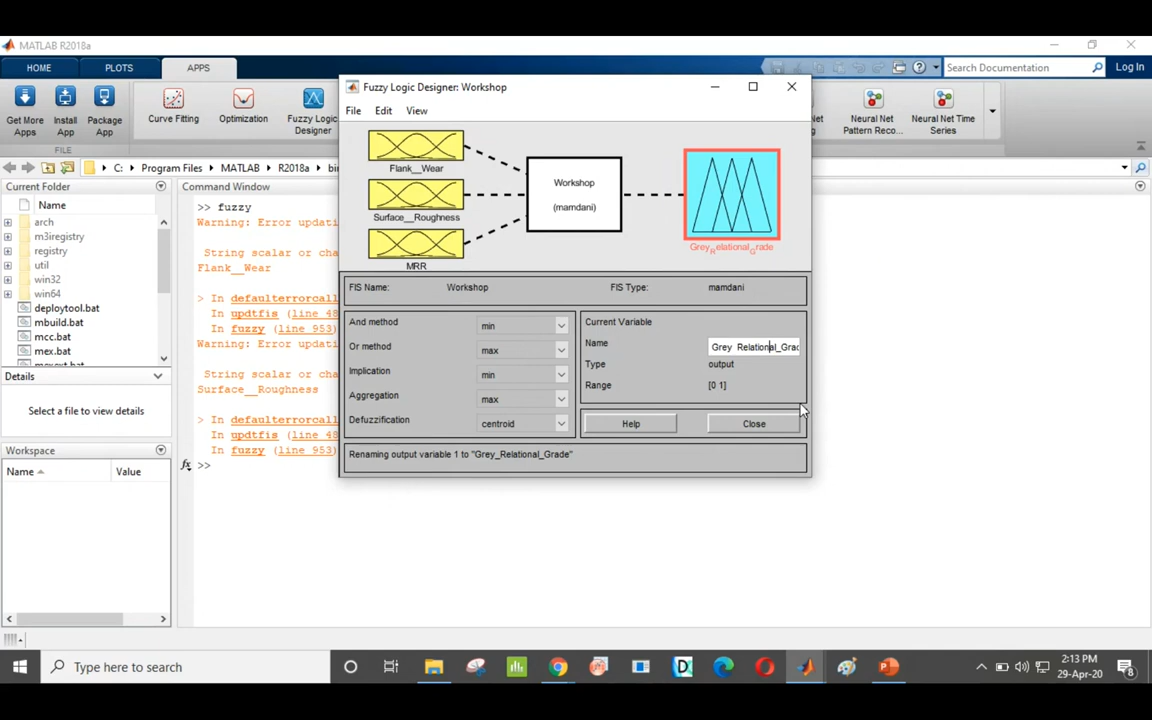 MATLAB R2018a
HOME
PLOTS
APPS
Search Documentation
Log In
Get More
Apps
Install
App
Package
App
Curve Fitting
Optimization
Fuzzy Logic
Designer
Neural Net
Pattern Reco...
Neural Net Time
Series
FILE
C:
Program Files
MATLAB
R2018a
Current Folder
Name
arch
m3iregistry
registry
util
win32
win64
deploytool.bat
mbuild.bat
mcc.bat
mex.bat
Details
Select a file to view details
Workspace
Name
Value
Command Window
>> fuzzy
Warning: Error updati
String scalar or cha
Flank__Wear
> In defaulterrorcall
In updtfis (line 48
In fuzzy (line 953)
Warning: Error updati
String scalar or cha
Surface__Roughness
> In defaulterrorcall
In updtfis (line 48
In fuzzy (line 953)
fx >>
Fuzzy Logic Designer: Workshop
File
Edit
View
Flank__Wear
Surface__Roughness
MRR
Workshop
(mamdani)
Grey_Relational_Grade
FIS Name:
Workshop
FIS Type:
mamdani
And method
min
Or method
max
Implication
min
Aggregation
max
Defuzzification
centroid
Current Variable
Name
Grey_Relational_Grad
Type
output
Range
[0 1]
Help
Close
Renaming output variable 1 to "Grey_Relational_Grade"
Type here to search
2:13 PM
29-Apr-20
8